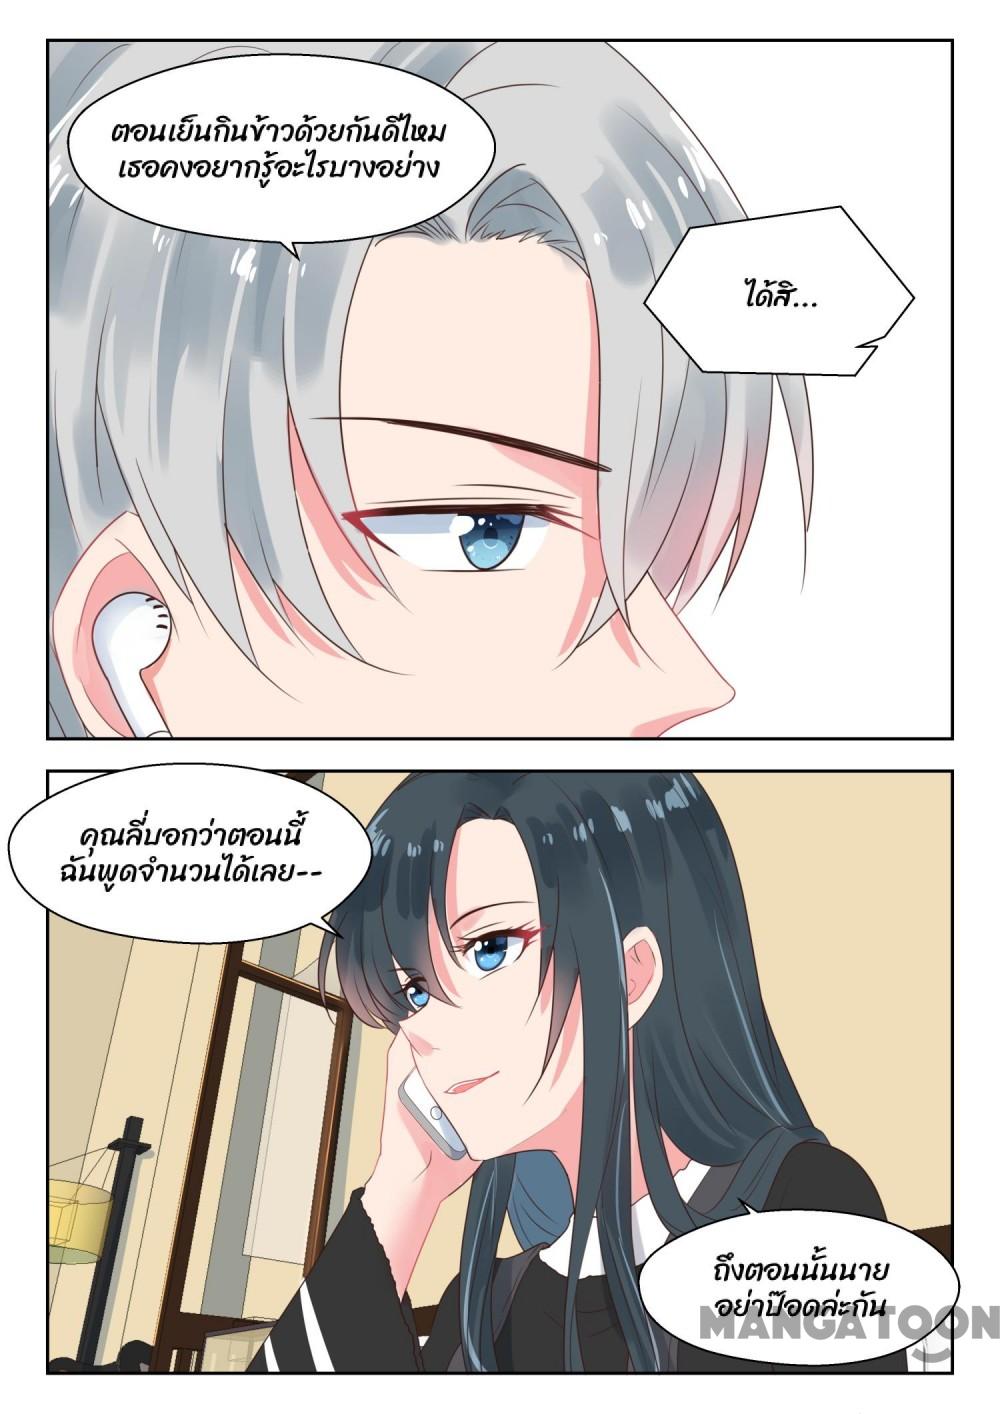 ตอนเย็นกินข้าวด้วยกันดีไหม
เธอคงอยากรู้อะไรบางอย่าง
ได้สิ...
คุณลี่บอกว่าตอนนี้
ฉันพูดจำนวนได้เลย--
ถึงตอนนั้นนาย
อย่าป๊อดล่ะกัน
MANGATOON